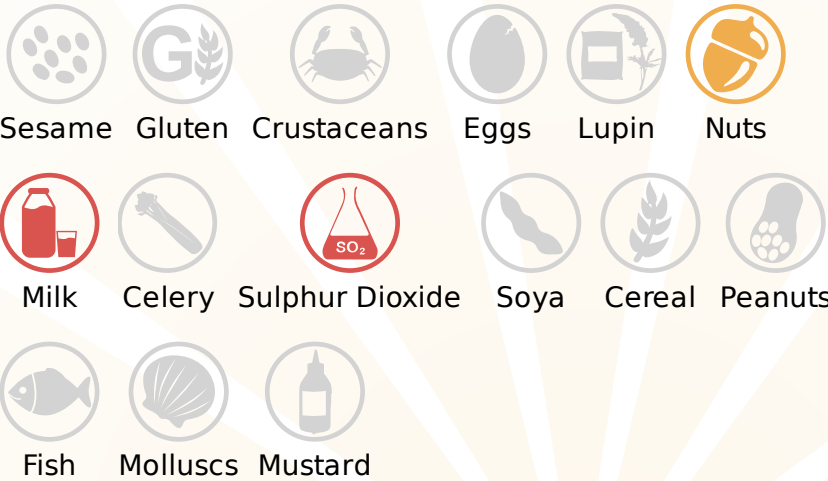 G
Sesame Gluten Crustaceans Eggs Lupin Nuts
SO₂
Milk Celery Sulphur Dioxide Soya Cereal Peanuts
Fish Molluscs Mustard